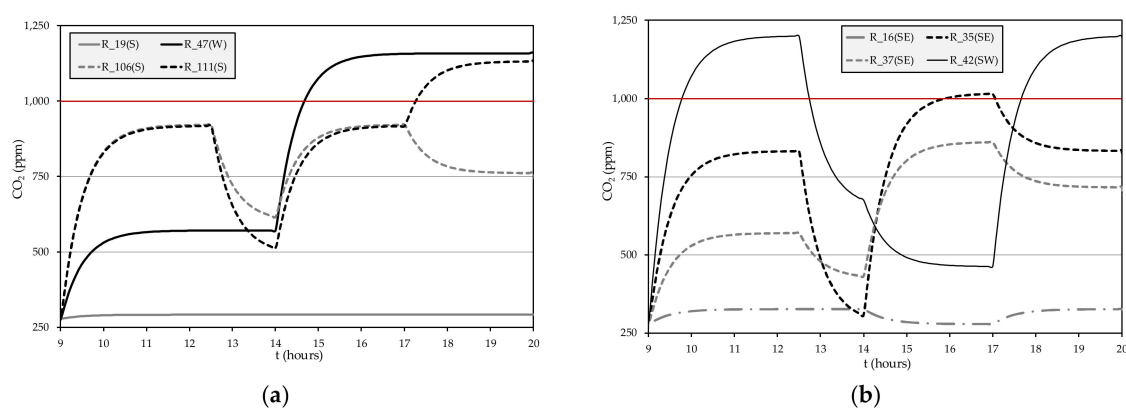 1,250
1,000
750
500
250
CO2 (ppm)
R_19(S) R_47(W)
R_106(S) R_111(S)
9 10 11 12 13 14 15 16 17 18 19 20
t (hours)
(a)
1,250
1,000
750
500
250
CO2 (ppm)
R_16(SE) R_35(SE)
R_37(SE) R_42(SW)
9 10 11 12 13 14 15 16 17 18 19 20
t (hours)
(b)